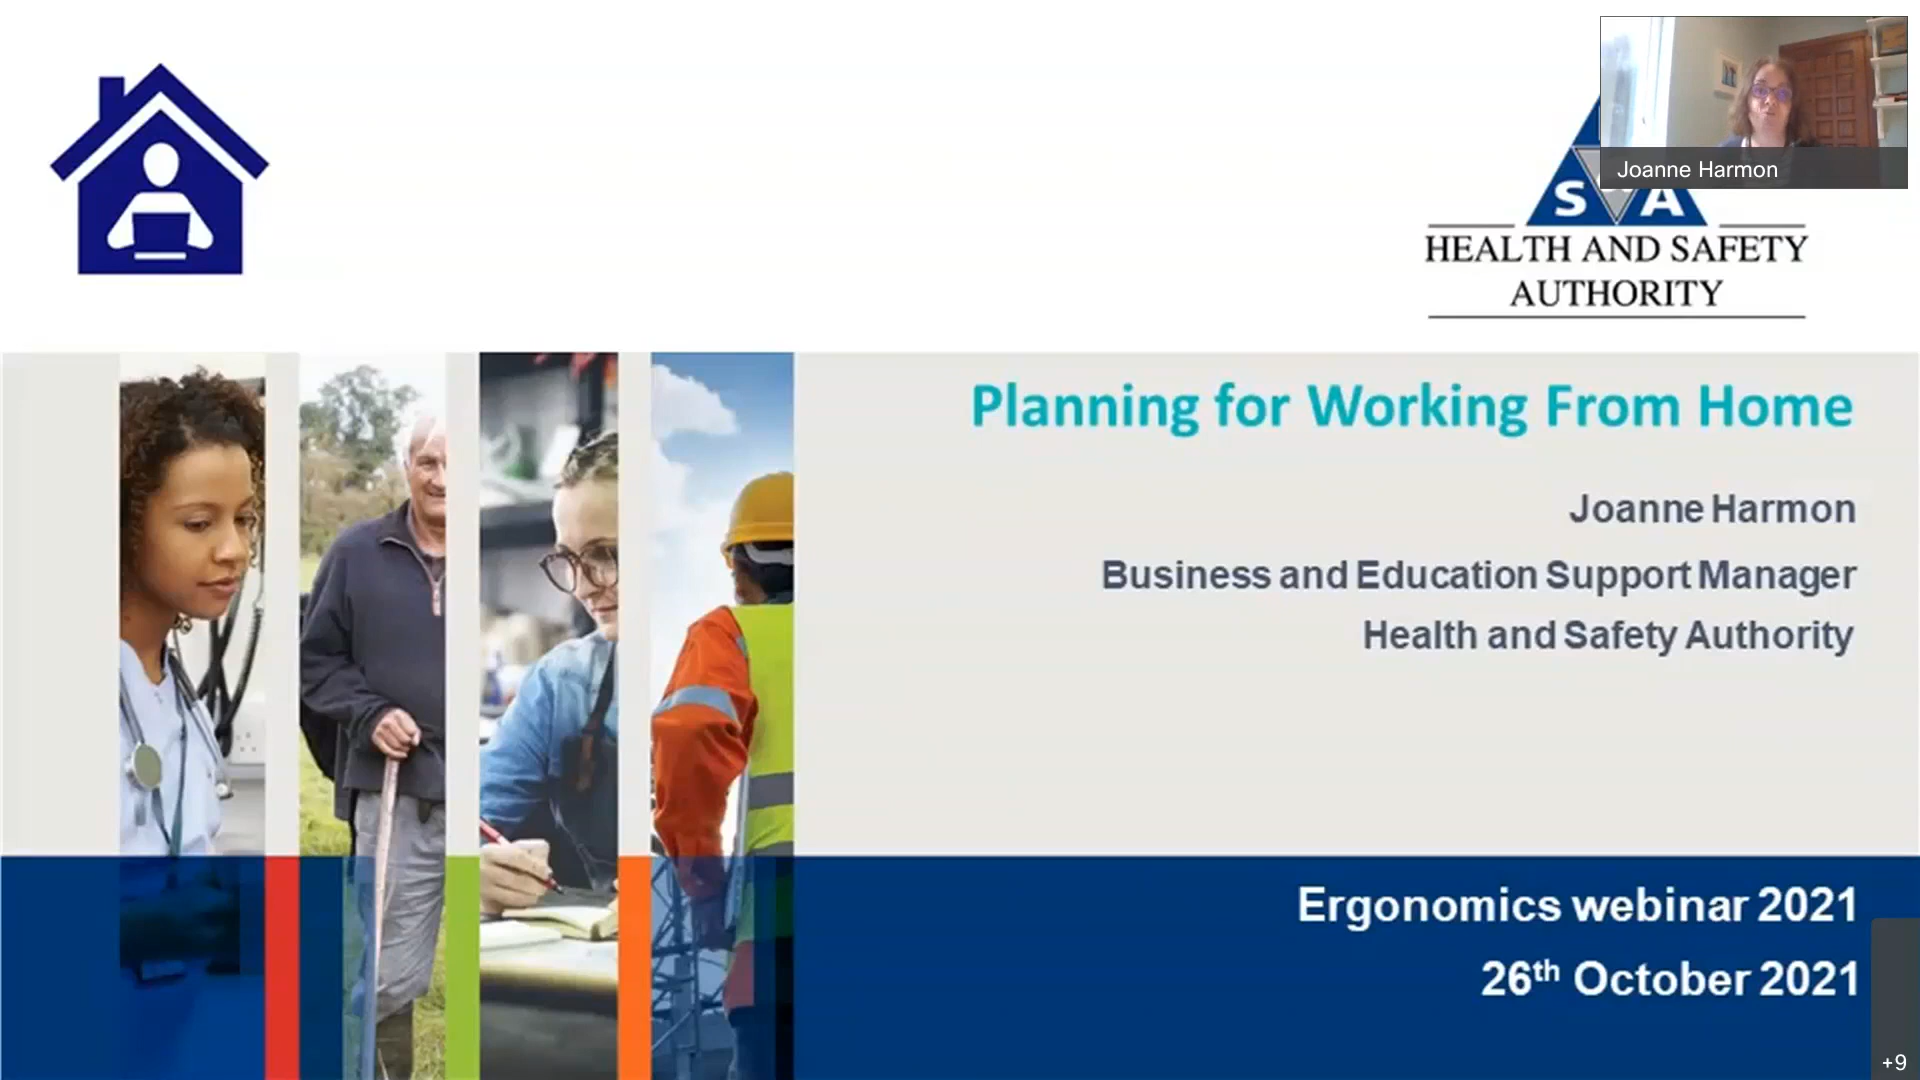 Joanne Harmon
S A
HEALTH AND SAFETY
AUTHORITY
Planning for Working From Home
Joanne Harmon
Business and Education Support Manager
Health and Safety Authority
Ergonomics webinar 2021
26th October 2021
+9